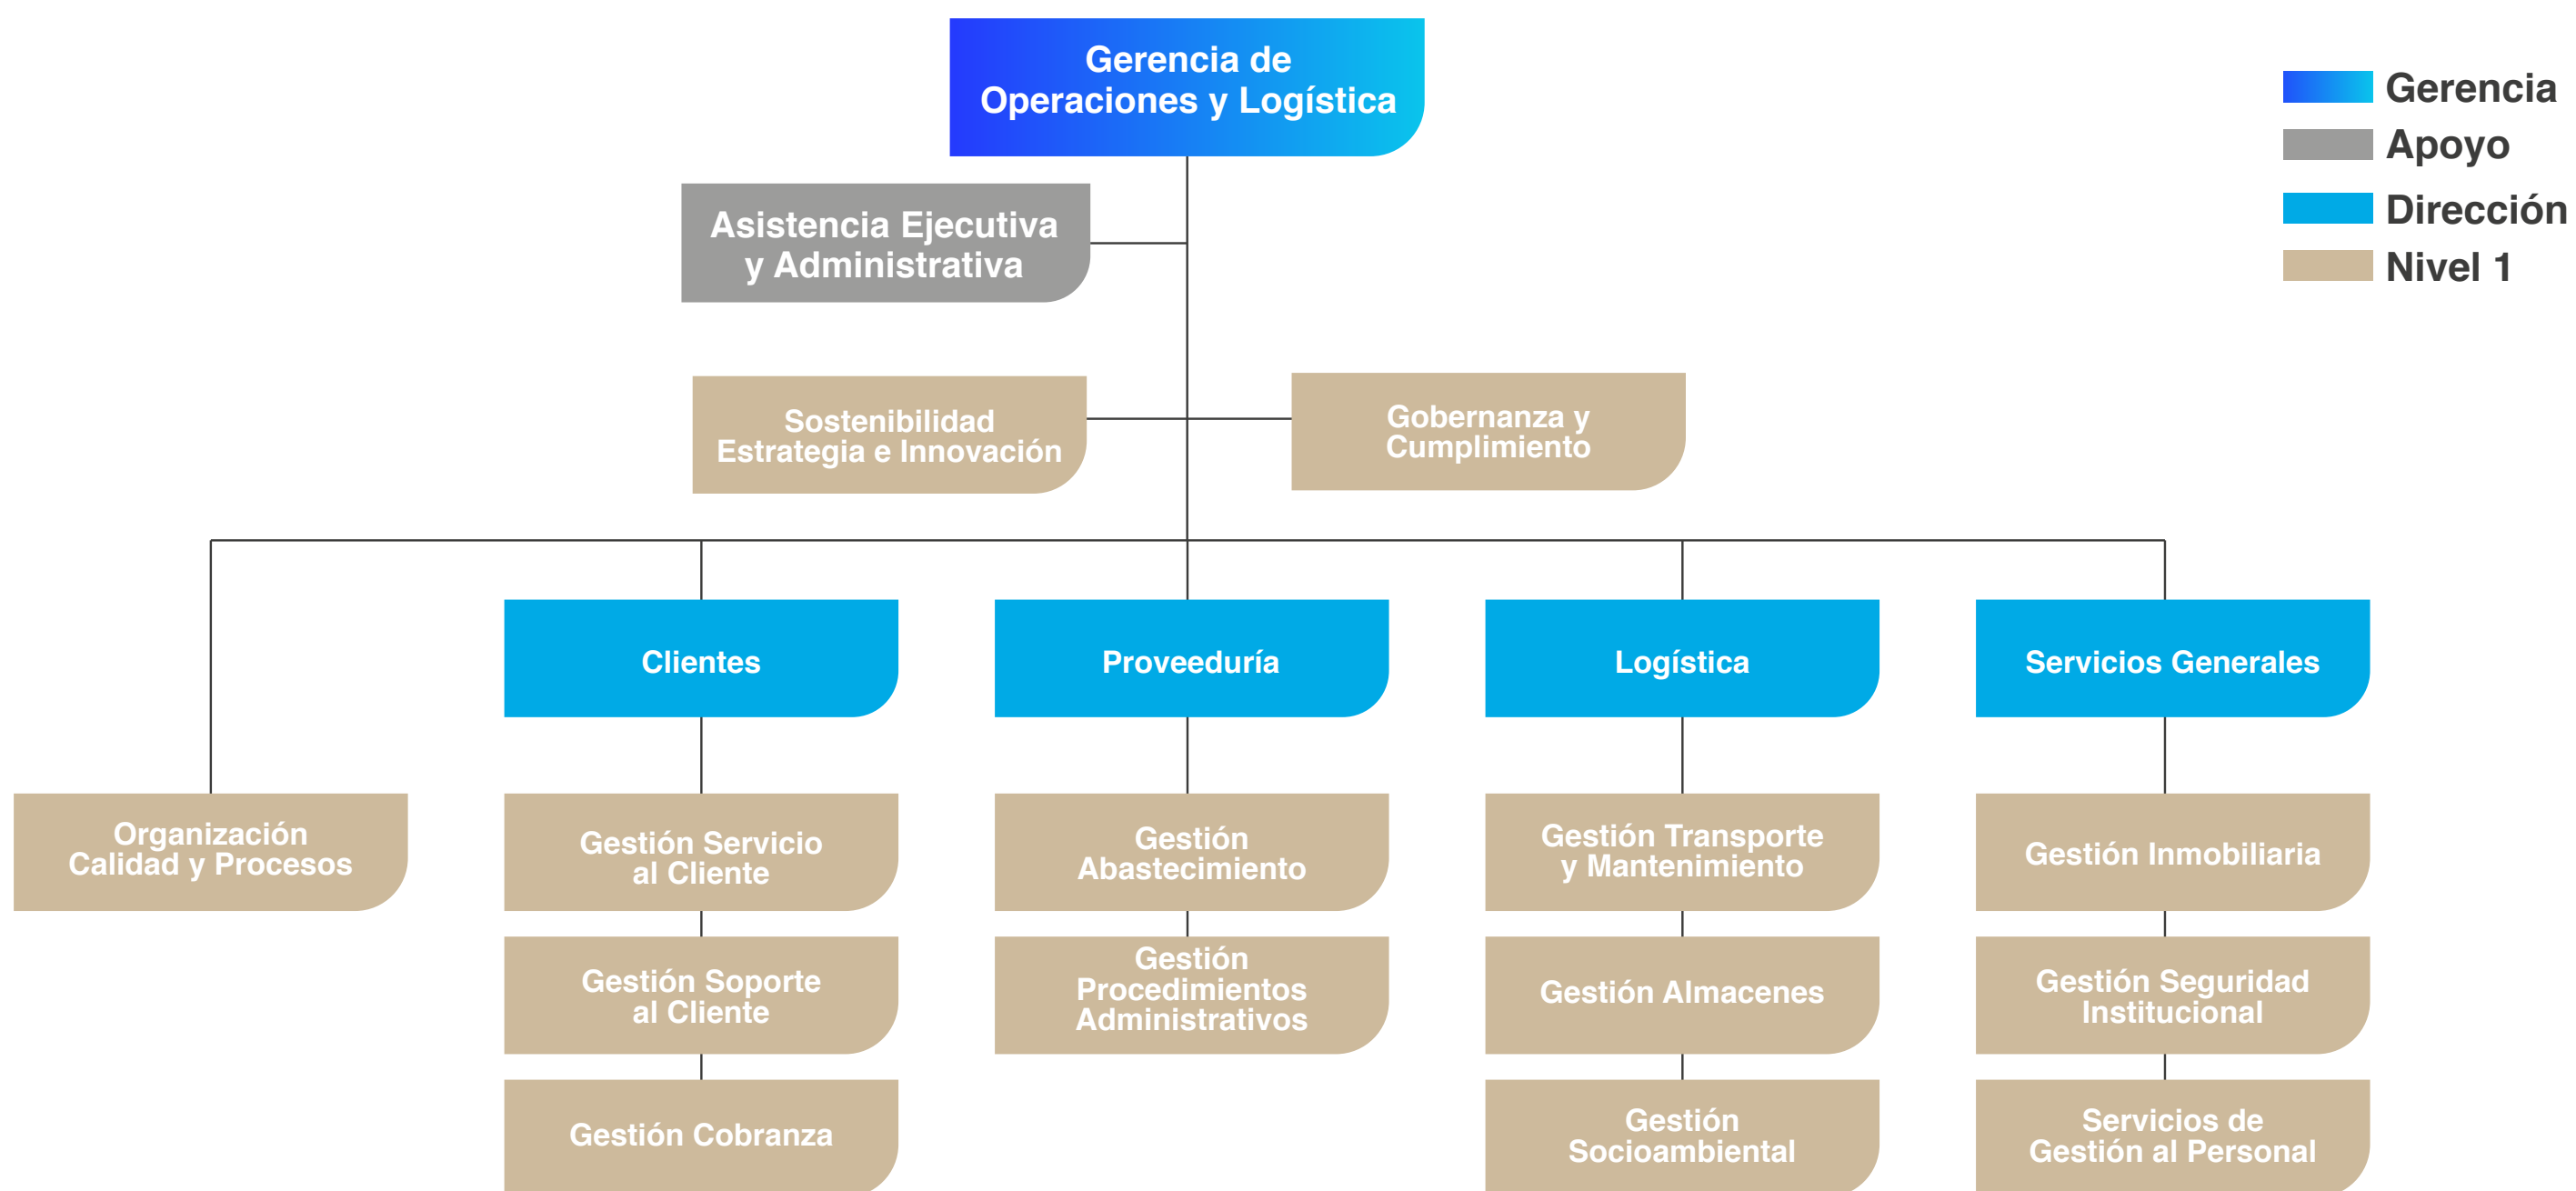 Gerencia de
Operaciones y Logística
Gerencia
Apoyo
Dirección
Nivel 1
Asistencia Ejecutiva
y Administrativa
Sostenibilidad
Estrategia e Innovación
Gobernanza y
Cumplimiento
Clientes
Proveeduría
Logística
Servicios Generales
Organización
Calidad y Procesos
Gestión Servicio
al Cliente
Gestión
Abastecimiento
Gestión Transporte
y Mantenimiento
Gestión Inmobiliaria
Gestión Soporte
al Cliente
Gestión
Procedimientos
Administrativos
Gestión Almacenes
Gestión Seguridad
Institucional
Gestión Cobranza
Gestión
Socioambiental
Servicios de
Gestión al Personal